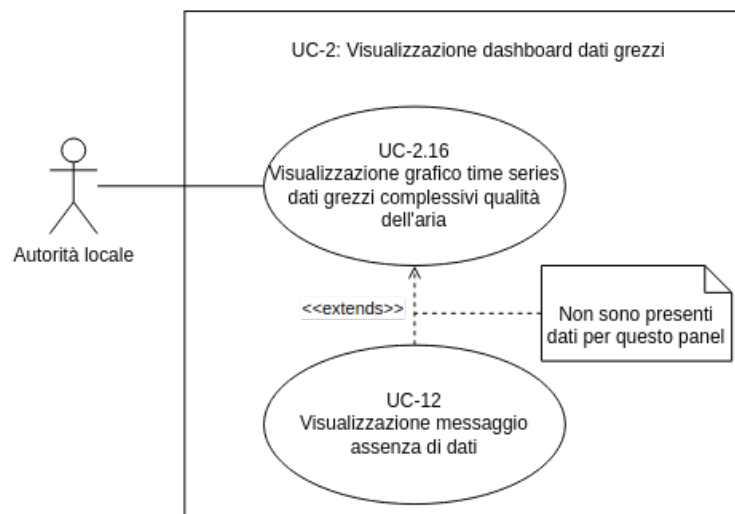 UC-2: Visualizzazione dashboard dati grezzi
UC-2.16
Visualizzazione grafico time series
dati grezzi complessivi qualità
dell'aria
Autorità locale
<<extends>>
Non sono presenti
dati per questo panel
UC-12
Visualizzazione messaggio
assenza di dati